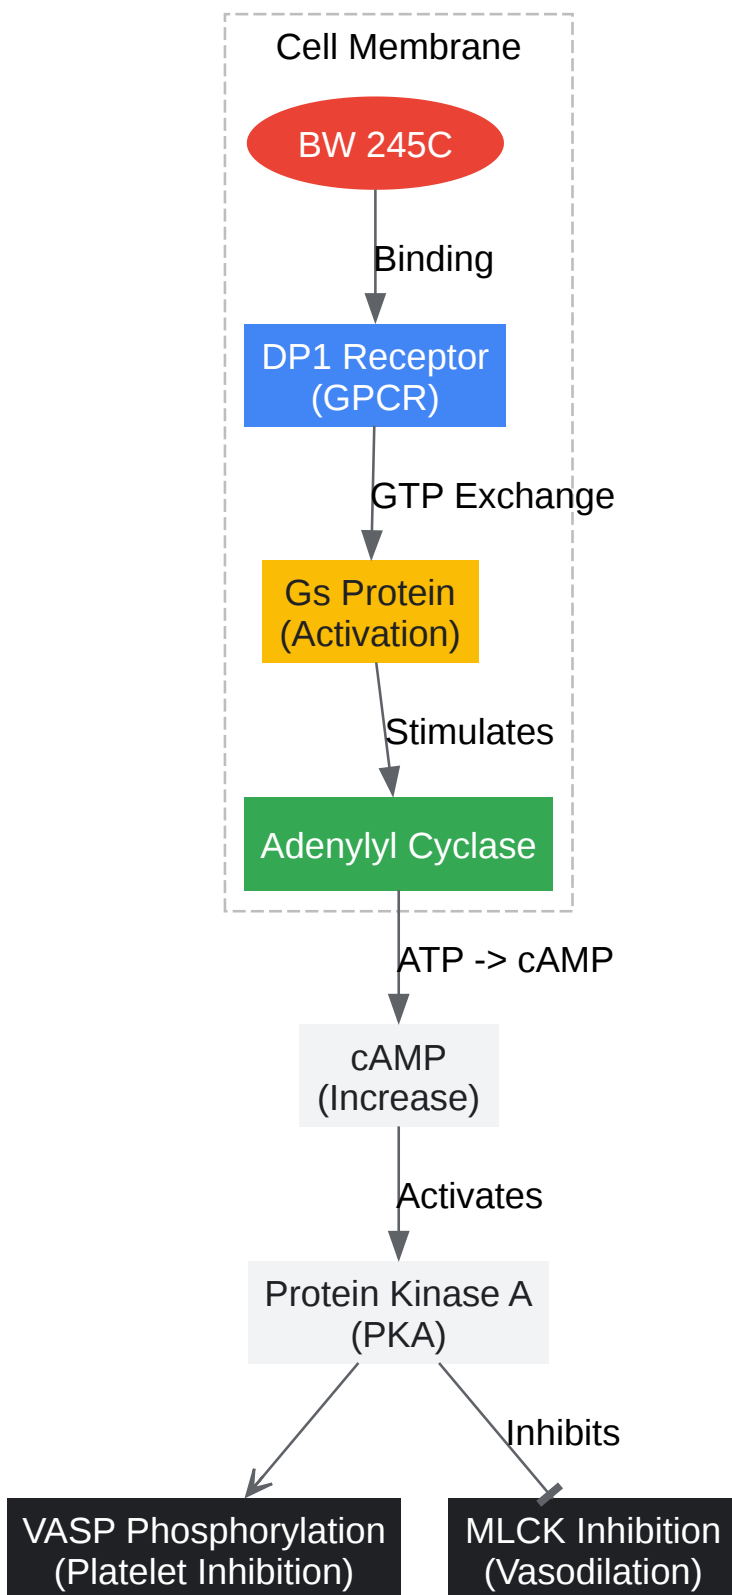 Cell Membrane
BW 245C
Binding
DP1 Receptor
(GPCR)
GTP Exchange
Gs Protein
(Activation)
Stimulates
Adenylyl Cyclase
ATP -> cAMP
cAMP
(Increase)
Activates
Protein Kinase A
(PKA)
Inhibits
VASP Phosphorylation
(Platelet Inhibition)
MLCK Inhibition
(Vasodilation)